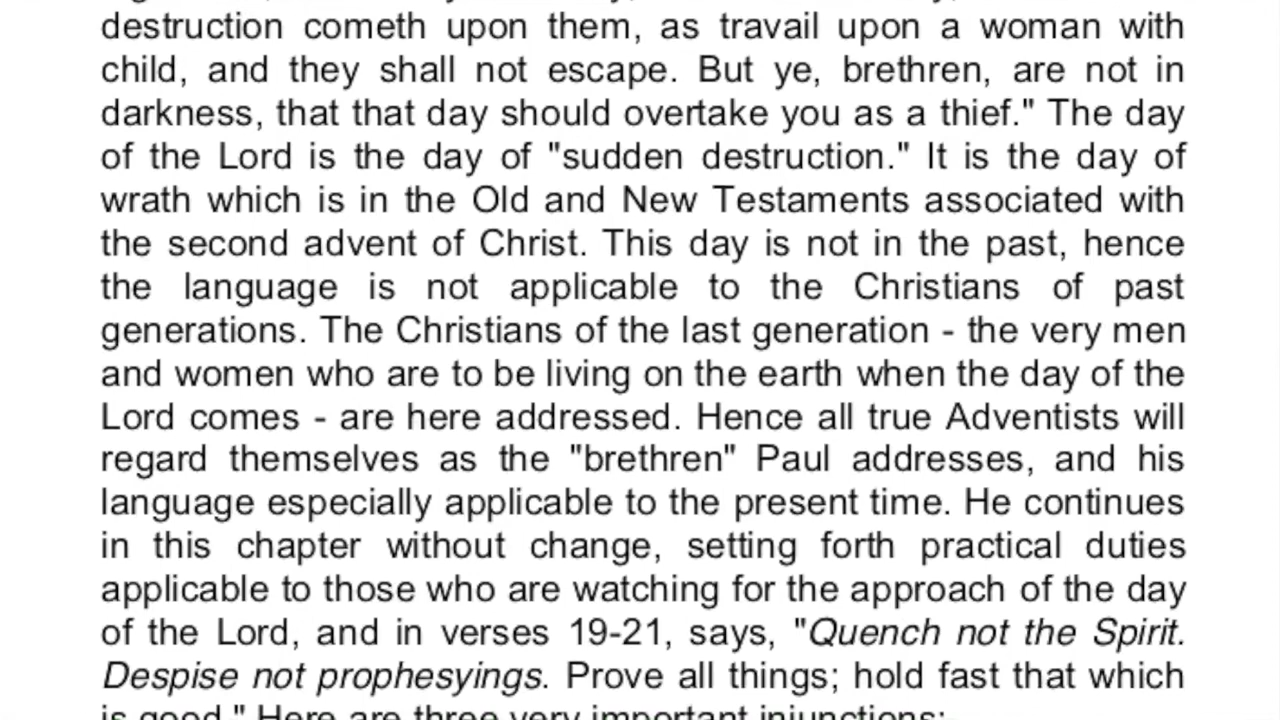 destruction cometh upon them, as travail upon a woman with
child, and they shall not escape. But ye, brethren, are not in
darkness, that that day should overtake you as a thief." The day
of the Lord is the day of "sudden destruction." It is the day of
wrath which is in the Old and New Testaments associated with
the second advent of Christ. This day is not in the past, hence
the language is not applicable to the Christians of past
generations. The Christians of the last generation - the very men
and women who are to be living on the earth when the day of the
Lord comes - are here addressed. Hence all true Adventists will
regard themselves as the "brethren" Paul addresses, and his
language especially applicable to the present time. He continues
in this chapter without change, setting forth practical duties
applicable to those who are watching for the approach of the day
of the Lord, and in verses 19-21, says, "Quench not the Spirit.
Despise not prophesyings. Prove all things; hold fast that which
is good." Here are three very important injunctions:-